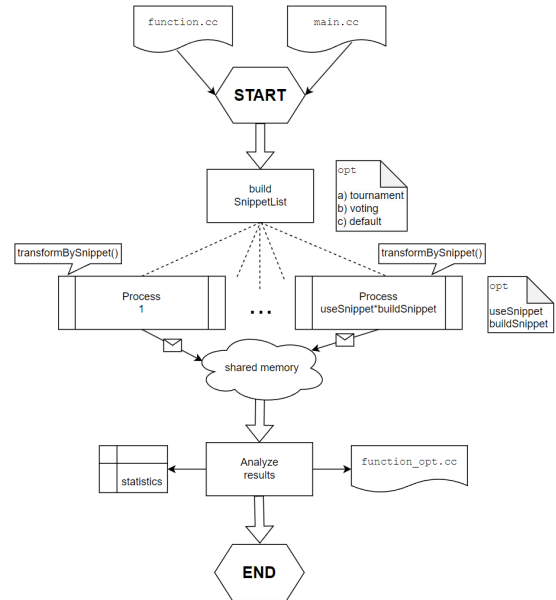 function.cc
main.cc
START
build
SnippetList
opt
a) tournament
b) voting
c) default
transformBySnippet()
transformBySnippet()
Process
1
...
Process
useSnippet*buildSnippet
opt
useSnippet
buildSnippet
shared memory
statistics
Analyze
results
function_opt.cc
END